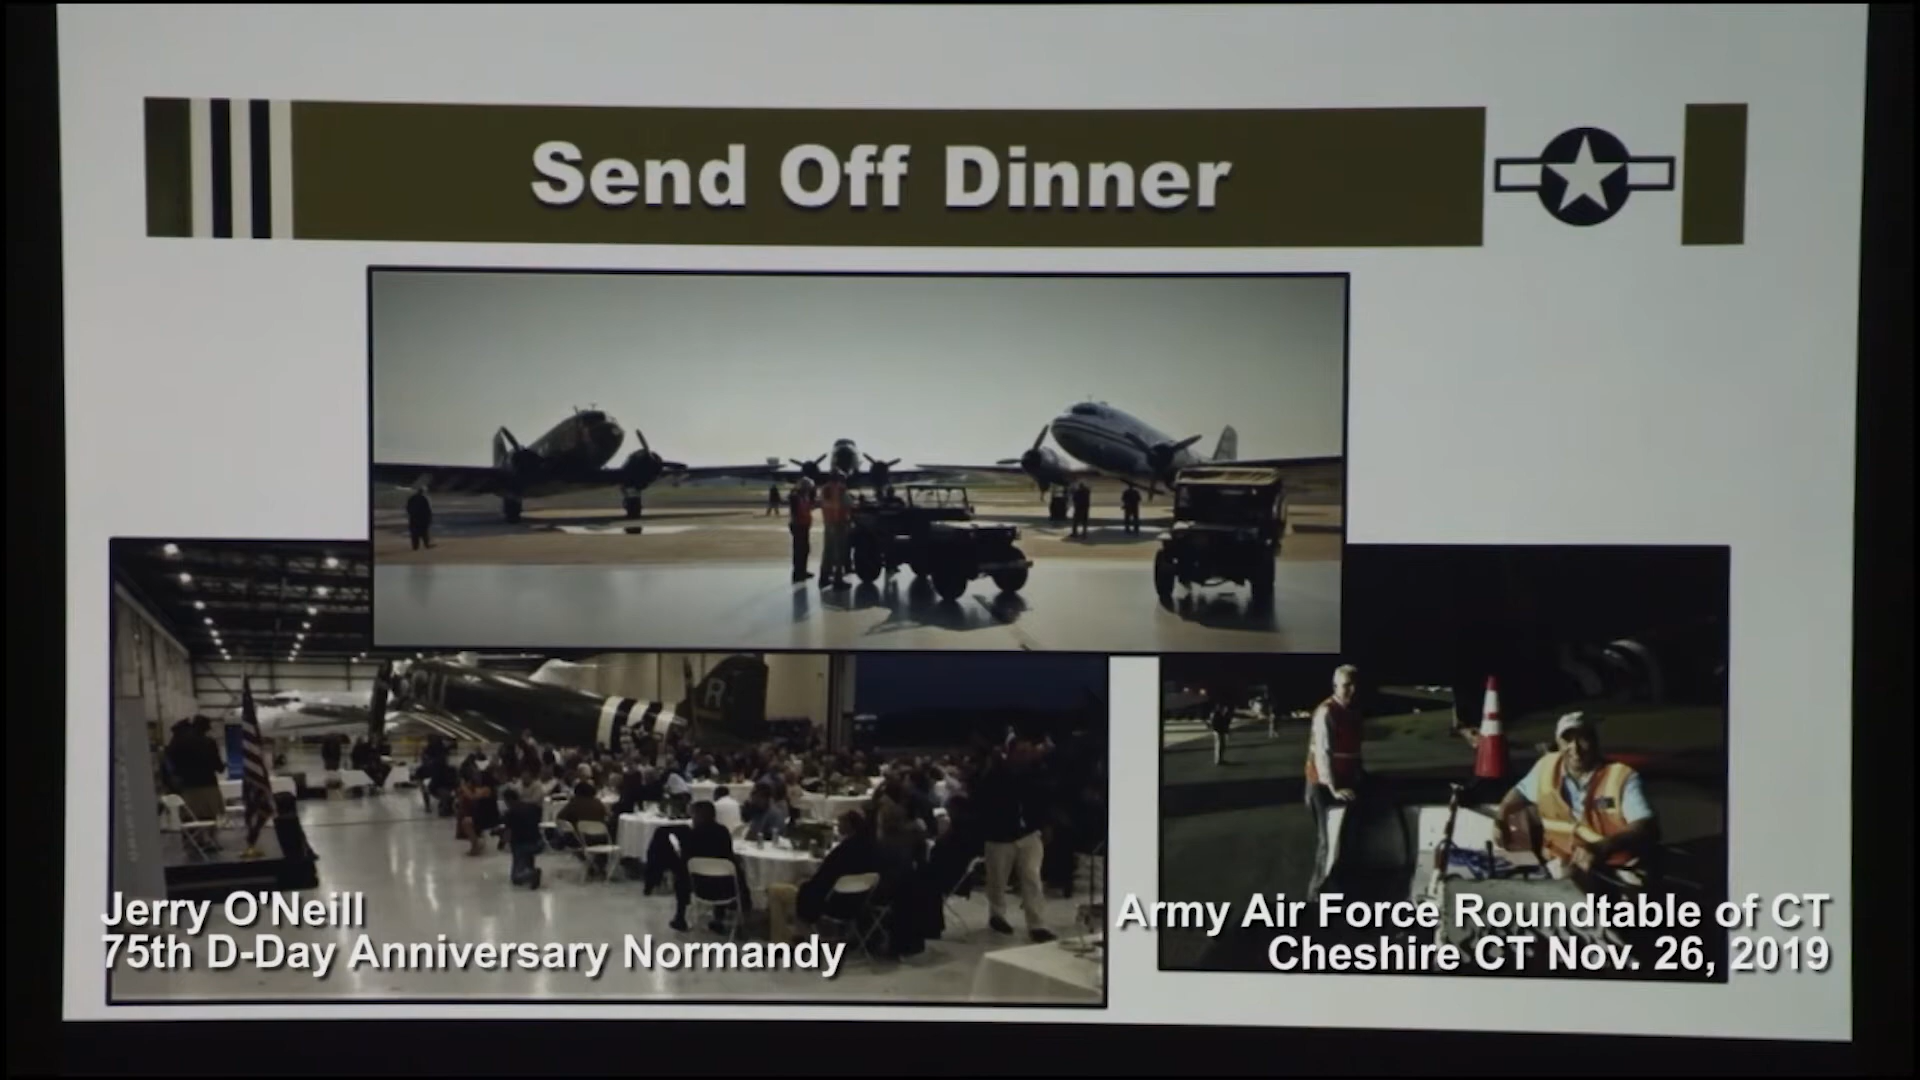 Send Off Dinner
CU
R
Jerry O'Neill
75th D-Day Anniversary Normandy
Army Air Force Roundtable of CT
Cheshire CT Nov. 26, 2019